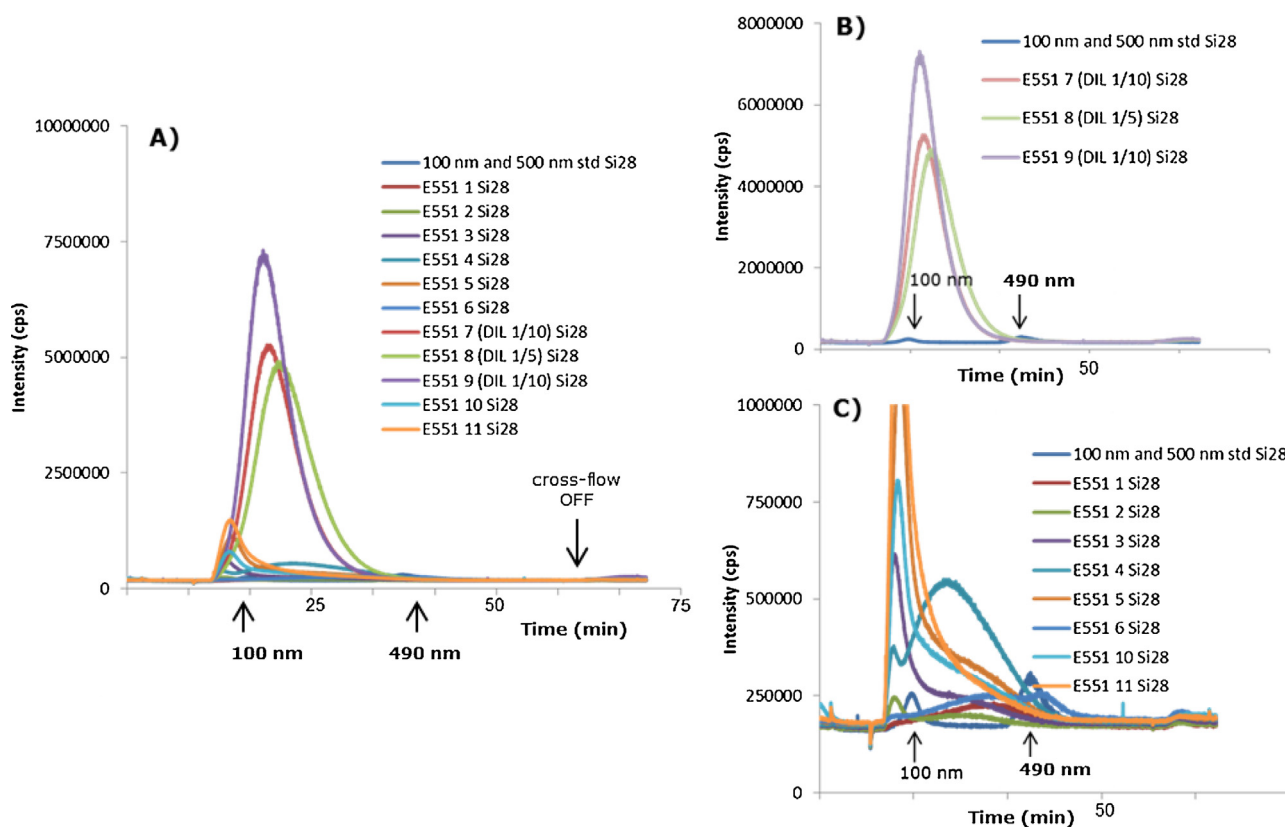 A)
10000000
7500000
5000000
2500000
0
Intensity (cps)
100 nm and 500 nm std Si28
E551 1 Si28
E551 2 Si28
E551 3 Si28
E551 4 Si28
E551 5 Si28
E551 6 Si28
E551 7 (DIL 1/10) Si28
E551 8 (DIL 1/5) Si28
E551 9 (DIL 1/10) Si28
E551 10 Si28
E551 11 Si28
cross-flow
OFF
25
50
75
Time (min)
100 nm
490 nm
B)
8000000
6000000
4000000
2000000
0
Intensity (cps)
100 nm and 500 nm std Si28
E551 7 (DIL 1/10) Si28
E551 8 (DIL 1/5) Si28
E551 9 (DIL 1/10) Si28
100 nm
490 nm
50
Time (min)
C)
1000000
750000
500000
250000
0
Intensity (cps)
100 nm and 500 nm std Si28
E551 1 Si28
E551 2 Si28
E551 3 Si28
E551 4 Si28
E551 5 Si28
E551 6 Si28
E551 10 Si28
E551 11 Si28
100 nm
490 nm
50
Time (min)